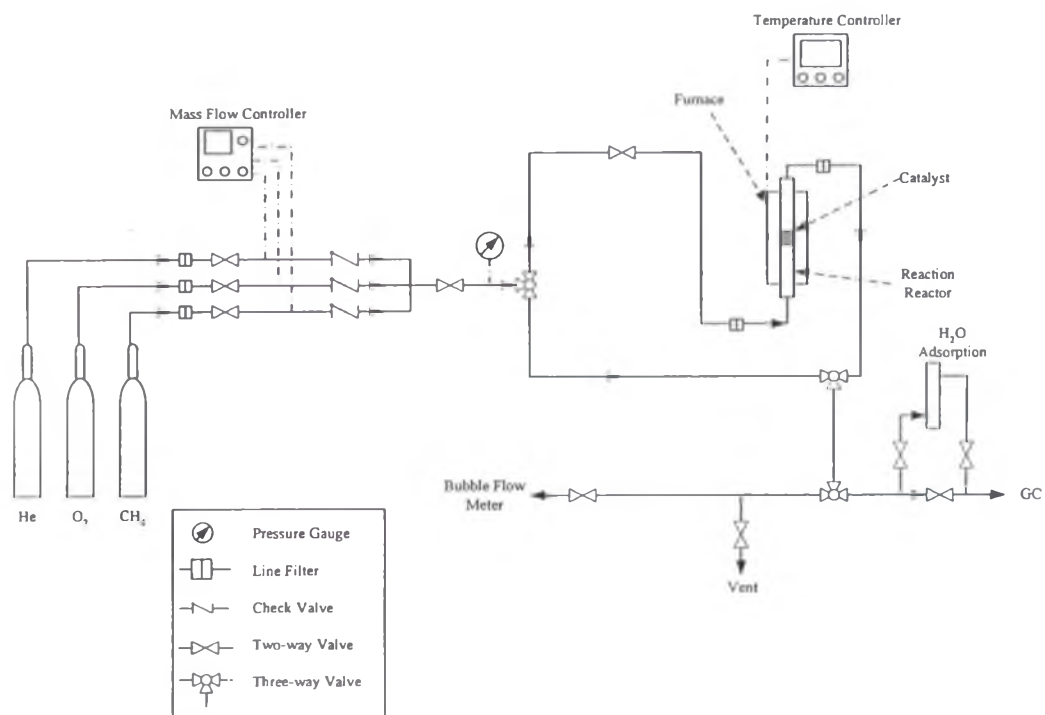 Temperature Controller
Furnace
Mass Flow Controller
Catalyst
Reaction
Reactor
H₂O
Adsorption
Bubble Flow
Meter
GC
Vent
He
O₂
CH₄
Pressure Gauge
Line Filter
Check Valve
Two-way Valve
Three-way Valve